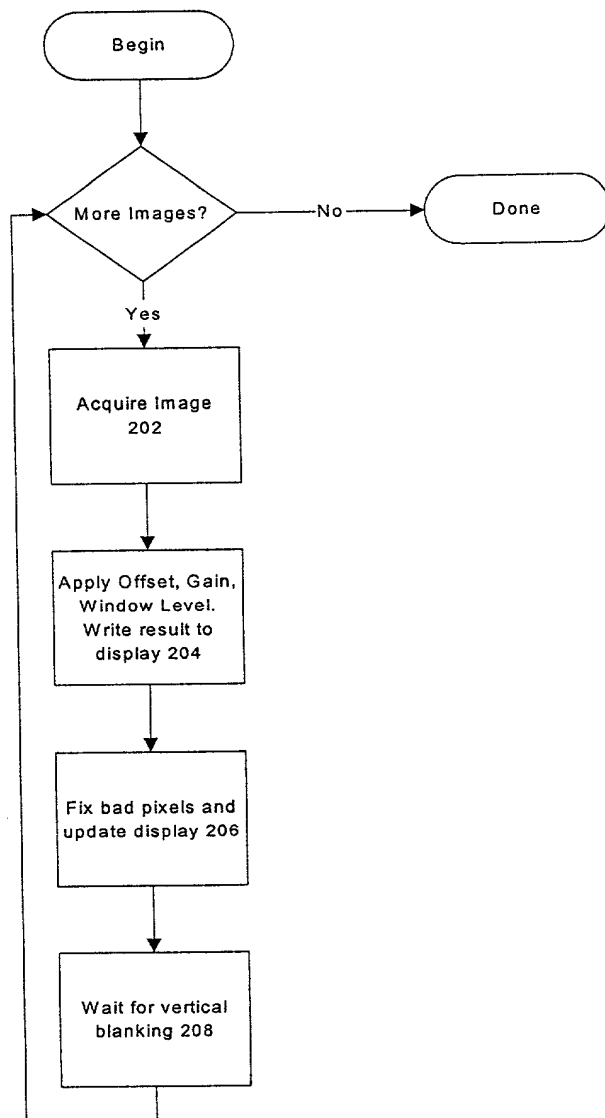 Begin
More Images?
No
Done
Yes
Acquire Image
202
Apply Offset, Gain,
Window Level.
Write result to
display 204
Fix bad pixels and
update display 206
Wait for vertical
blanking 208